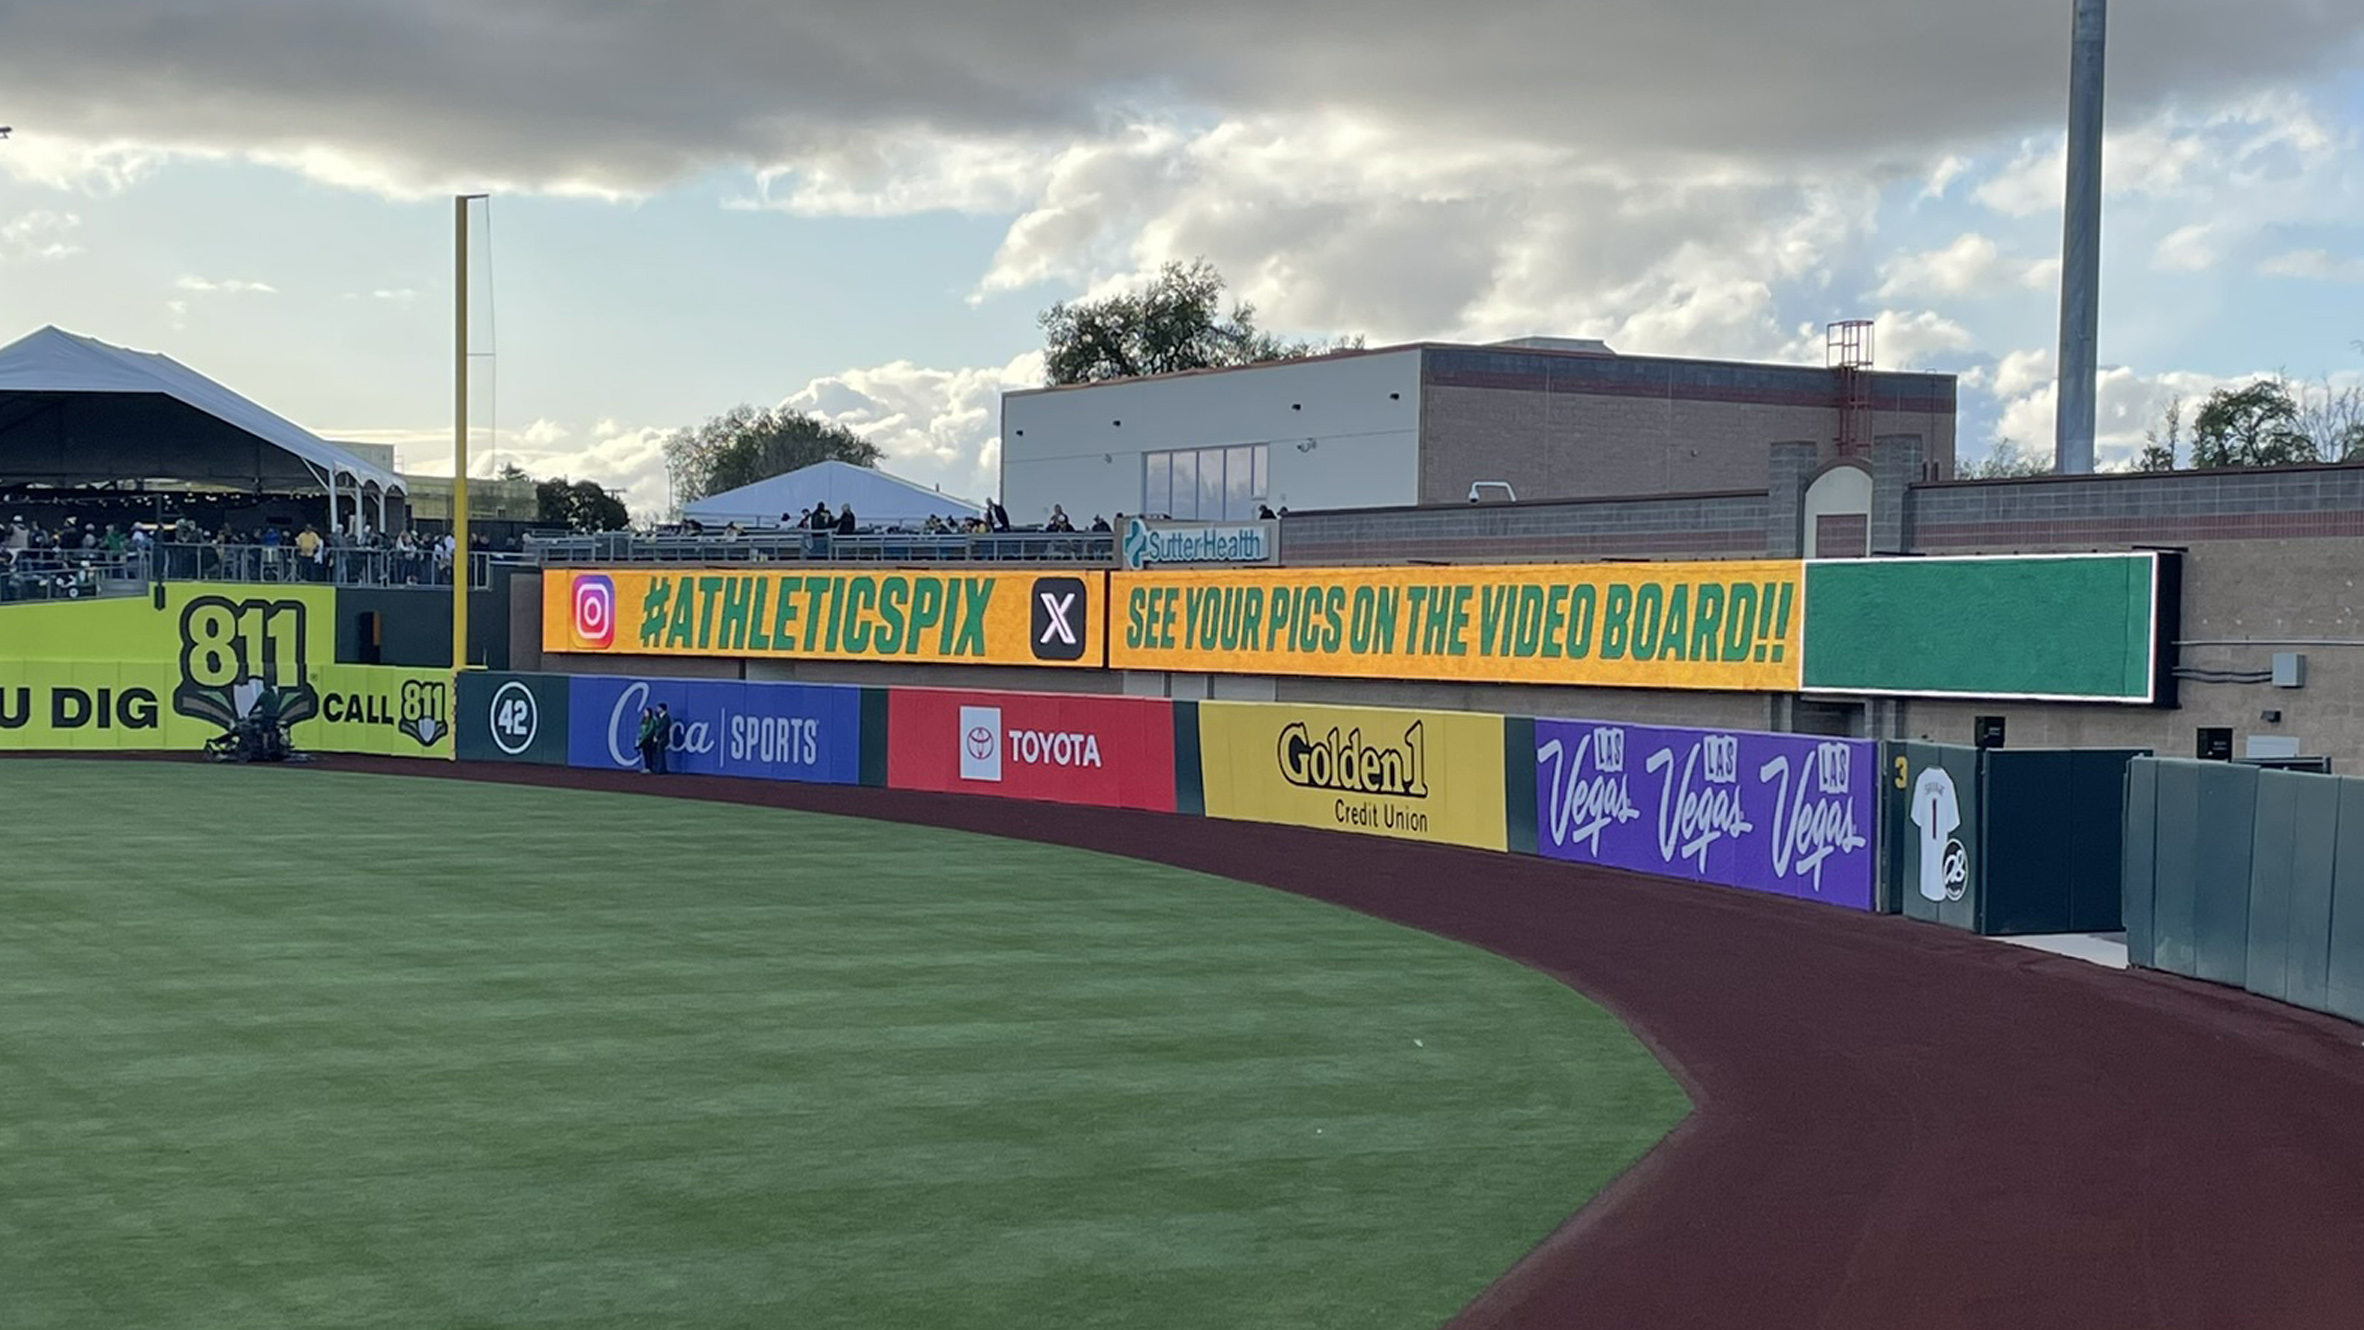 SutterHealth
#ATHLETICSPIX
X
SEE YOUR PICS ON THE VIDEO BOARD!!
811
U DIG
CALL 811
42
SPORTS
TOYOTA
Golden1
Credit Union
LAS Vegas LAS Vegas LAS Vegas
3
1